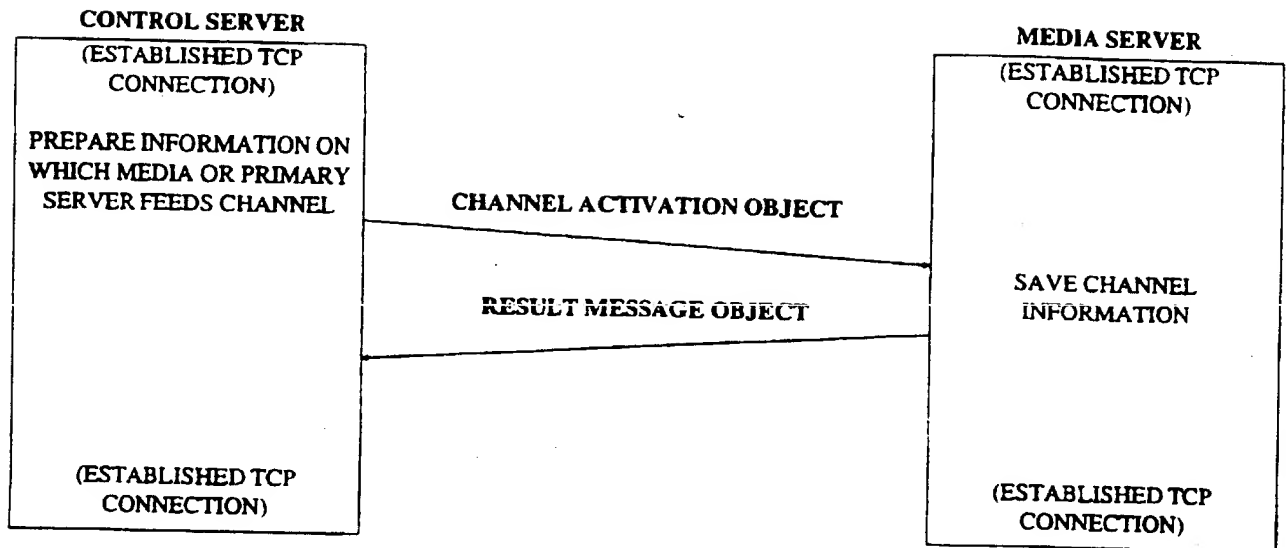 CONTROL SERVER
(ESTABLISHED TCP
CONNECTION)
PREPARE INFORMATION ON
WHICH MEDIA OR PRIMARY
SERVER FEEDS CHANNEL
(ESTABLISHED TCP
CONNECTION)
CHANNEL ACTIVATION OBJECT
RESULT MESSAGE OBJECT
MEDIA SERVER
(ESTABLISHED TCP
CONNECTION)
SAVE CHANNEL
INFORMATION
(ESTABLISHED TCP
CONNECTION)